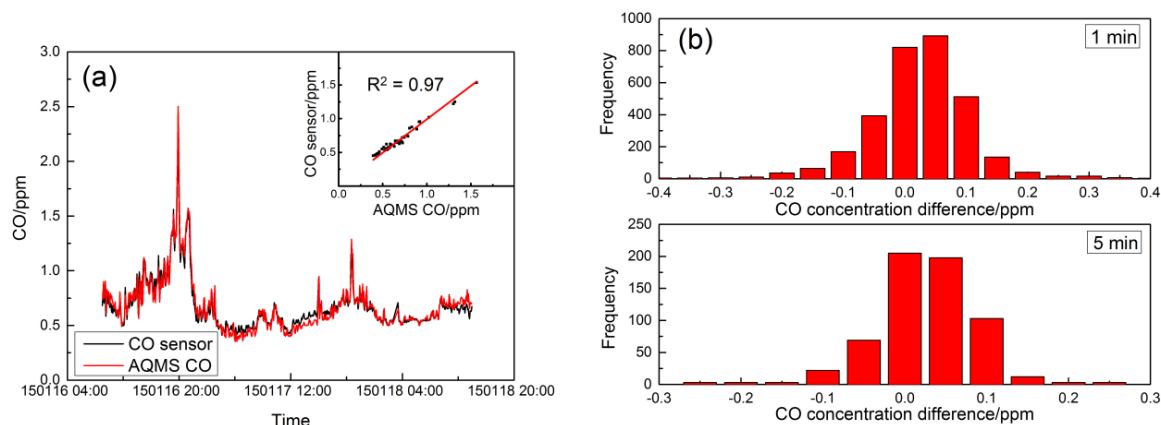 (a)
CO/ppm
3.0
2.5
2.0
1.5
1.0
0.5
0.0
150116 04:00 150116 20:00 150117 12:00 150118 04:00 150118 20:00
Time
CO sensor
AQMS CO
R² = 0.97
CO sensor/ppm
1.5
1.0
0.5
0.0 0.5 1.0 1.5
AQMS CO/ppm
(b)
1 min
Frequency
1000
800
600
400
200
0
-0.4 -0.3 -0.2 -0.1 0.0 0.1 0.2 0.3 0.4
CO concentration difference/ppm
5 min
Frequency
250
200
150
100
50
0
-0.3 -0.2 -0.1 0.0 0.1 0.2 0.3
CO concentration difference/ppm